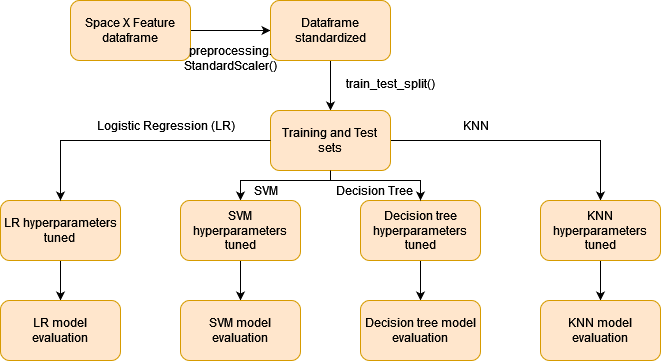 Space X Feature
dataframe
Dataframe
standardized
preprocessing.
StandardScaler()
train_test_split()
Training and Test
sets
Logistic Regression (LR)
KNN
SVM
Decision Tree
LR hyperparameters
tuned
SVM
hyperparameters
tuned
Decision tree
hyperparameters
tuned
KNN
hyperparameters
tuned
LR model
evaluation
SVM model
evaluation
Decision tree model
evaluation
KNN model
evaluation